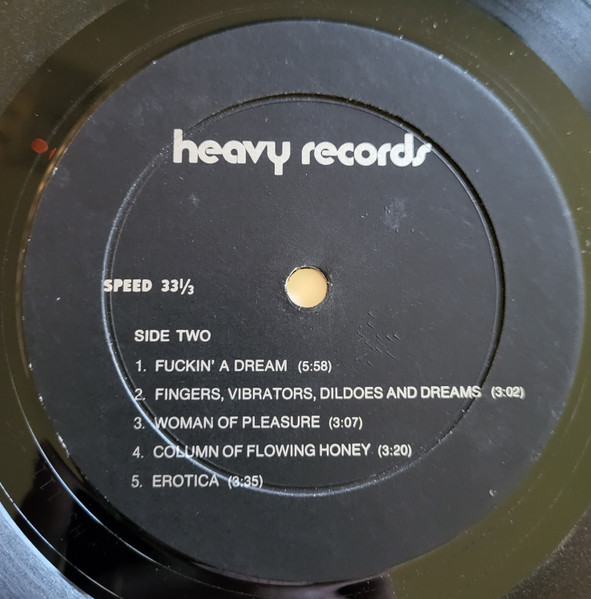 heavy records
SPEED 33⅓
SIDE TWO
1. FUCKIN' A DREAM (5:58)
2. FINGERS, VIBRATORS, DILDOES AND DREAMS (3:02)
3. WOMAN OF PLEASURE (3:07)
4. COLUMN OF FLOWING HONEY (3:20)
5. EROTICA (3:35)